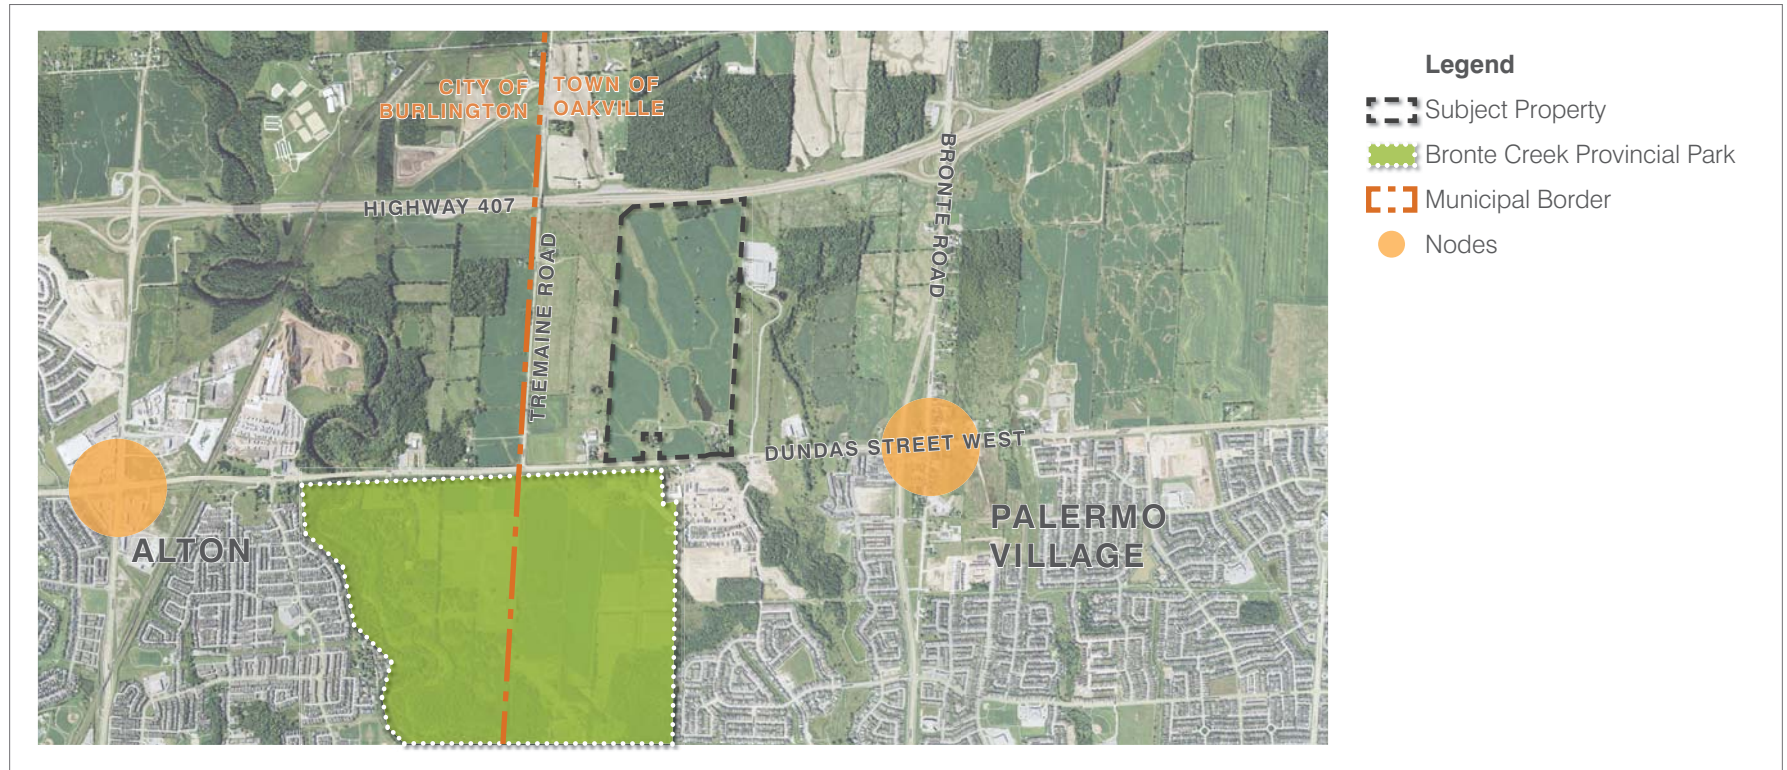 CITY OF
BURLINGTON
TOWN OF
OAKVILLE
HIGHWAY 407
TREMAINE ROAD
BRONTE ROAD
DUNDAS STREET WEST
ALTON
PALERMO
VILLAGE
Legend
Subject Property
Bronte Creek Provincial Park
Municipal Border
Nodes